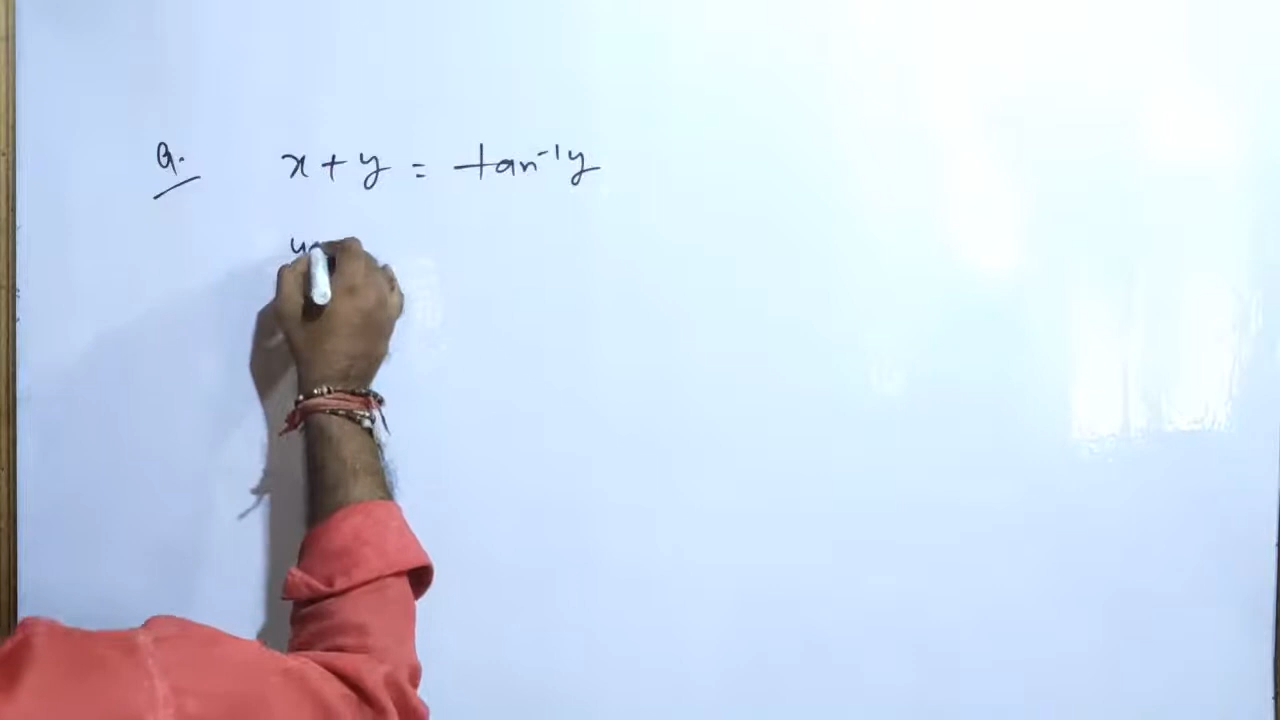 Q. x + y = tan⁻¹y